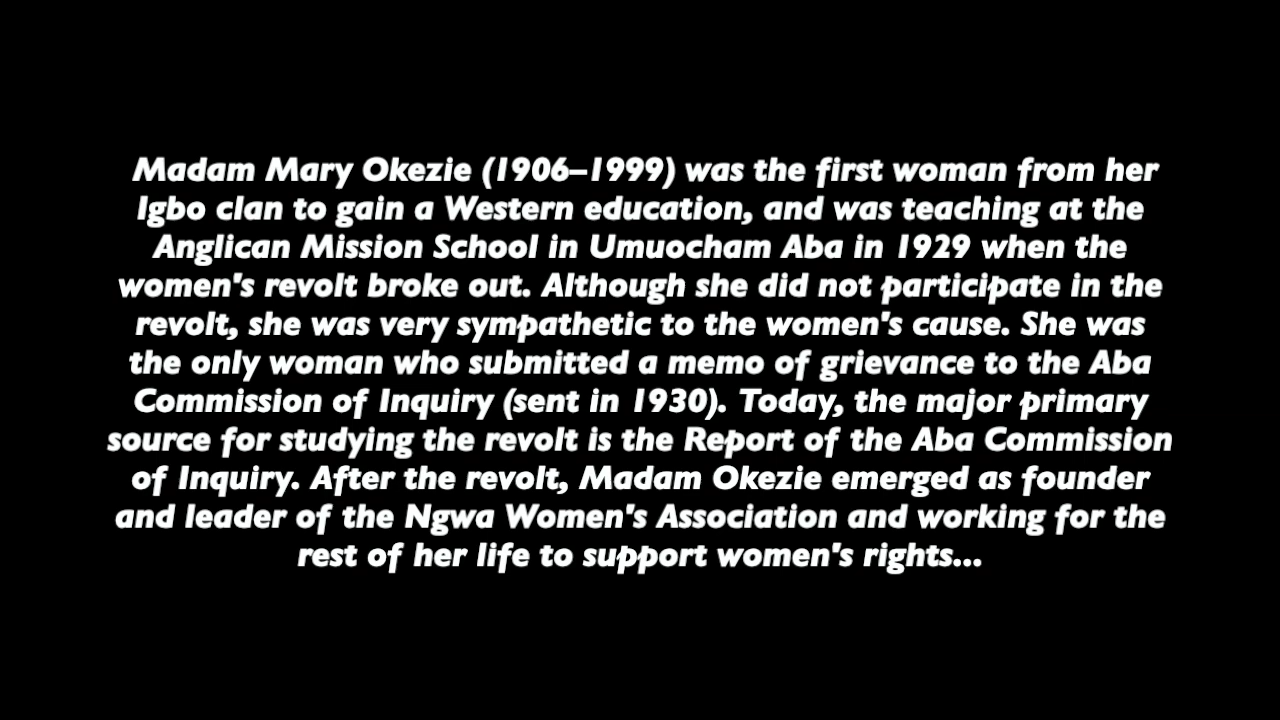 Madam Mary Okezie (1906–1999) was the first woman from her
Igbo clan to gain a Western education, and was teaching at the
Anglican Mission School in Umuocham Aba in 1929 when the
women's revolt broke out. Although she did not participate in the
revolt, she was very sympathetic to the women's cause. She was
the only woman who submitted a memo of grievance to the Aba
Commission of Inquiry (sent in 1930). Today, the major primary
source for studying the revolt is the Report of the Aba Commission
of Inquiry. After the revolt, Madam Okezie emerged as founder
and leader of the Ngwa Women's Association and working for the
rest of her life to support women's rights...